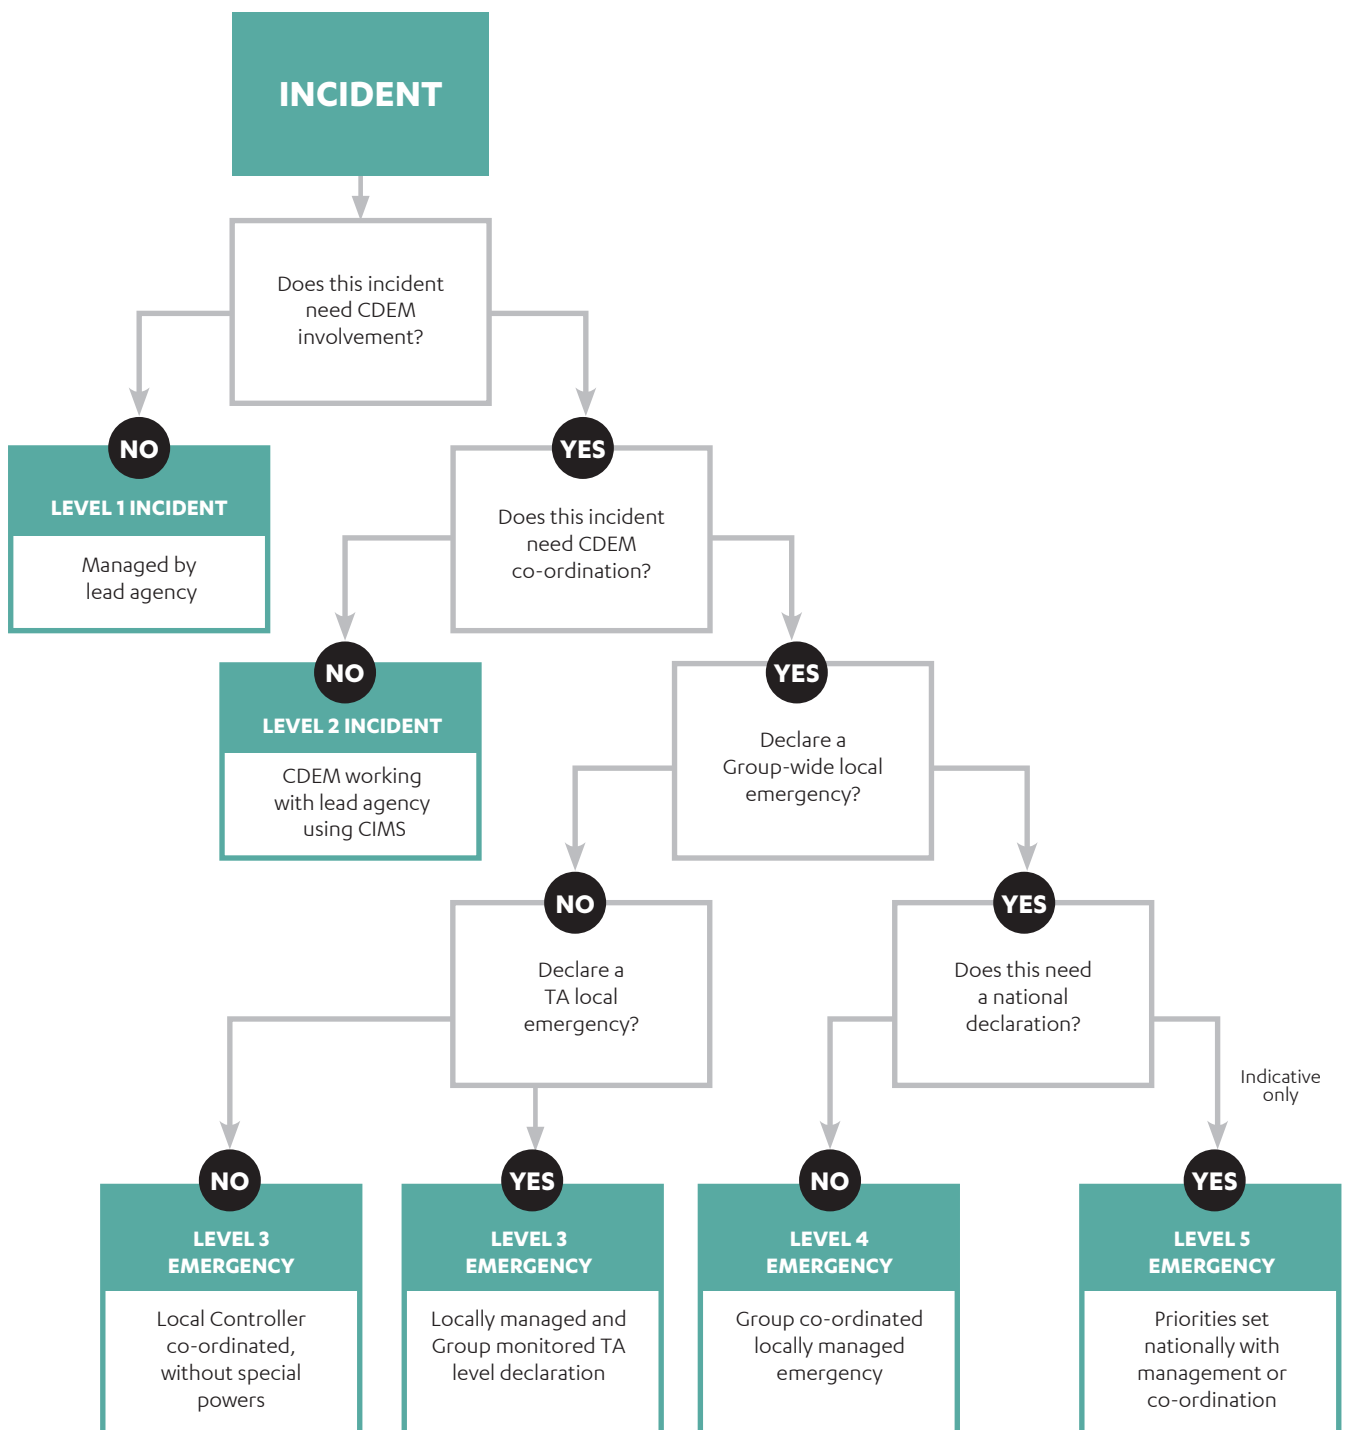 INCIDENT
Does this incident
need CDEM
involvement?
NO
LEVEL 1 INCIDENT
Managed by
lead agency
YES
Does this incident
need CDEM
co-ordination?
NO
LEVEL 2 INCIDENT
CDEM working
with lead agency
using CIMS
YES
Declare a
Group-wide local
emergency?
NO
Declare a
TA local
emergency?
YES
Does this need
a national
declaration?
Indicative
only
NO
LEVEL 3
EMERGENCY
Local Controller
co-ordinated,
without special
powers
YES
LEVEL 3
EMERGENCY
Locally managed and
Group monitored TA
level declaration
NO
LEVEL 4
EMERGENCY
Group co-ordinated
locally managed
emergency
YES
LEVEL 5
EMERGENCY
Priorities set
nationally with
management or
co-ordination